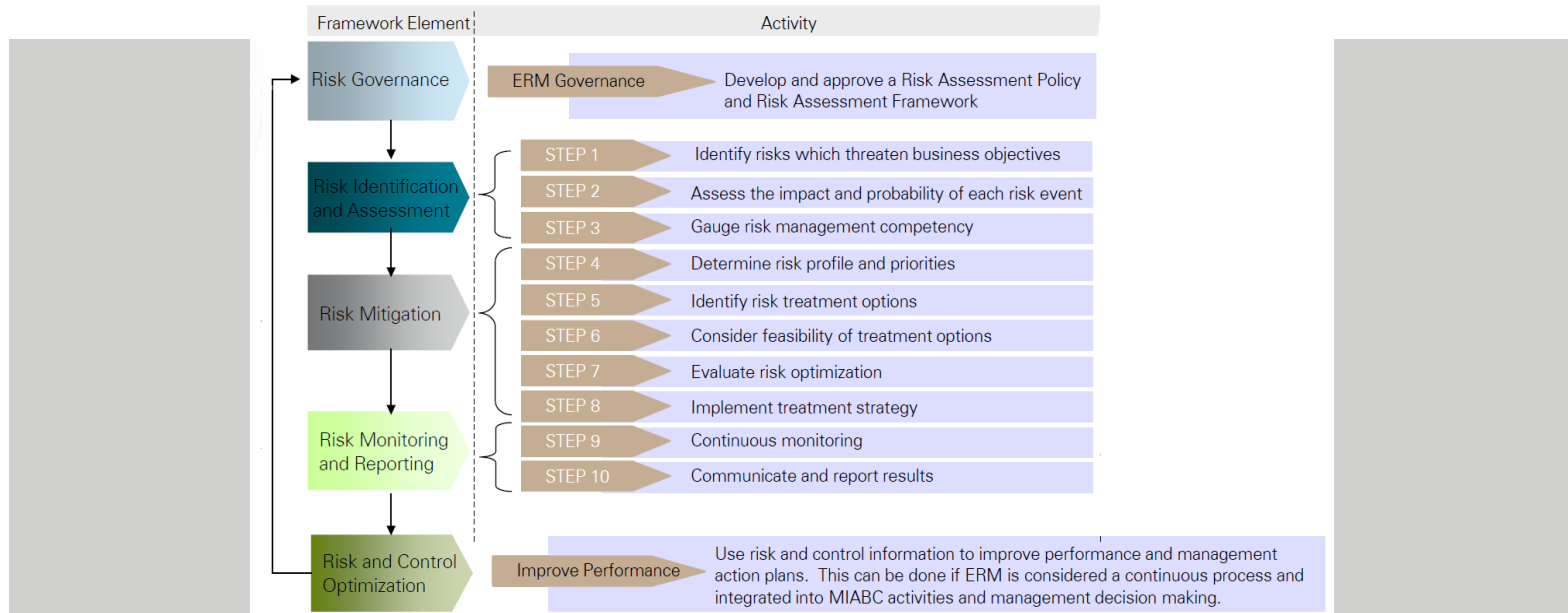 Framework Element
Activity
Risk Governance
ERM Governance
Develop and approve a Risk Assessment Policy
and Risk Assessment Framework
Risk Identification
and Assessment
STEP 1
Identify risks which threaten business objectives
STEP 2
Assess the impact and probability of each risk event
STEP 3
Gauge risk management competency
Risk Mitigation
STEP 4
Determine risk profile and priorities
STEP 5
Identify risk treatment options
STEP 6
Consider feasibility of treatment options
STEP 7
Evaluate risk optimization
STEP 8
Implement treatment strategy
Risk Monitoring
and Reporting
STEP 9
Continuous monitoring
STEP 10
Communicate and report results
Risk and Control
Optimization
Improve Performance
Use risk and control information to improve performance and management
action plans.  This can be done if ERM is considered a continuous process and
integrated into MIABC activities and management decision making.